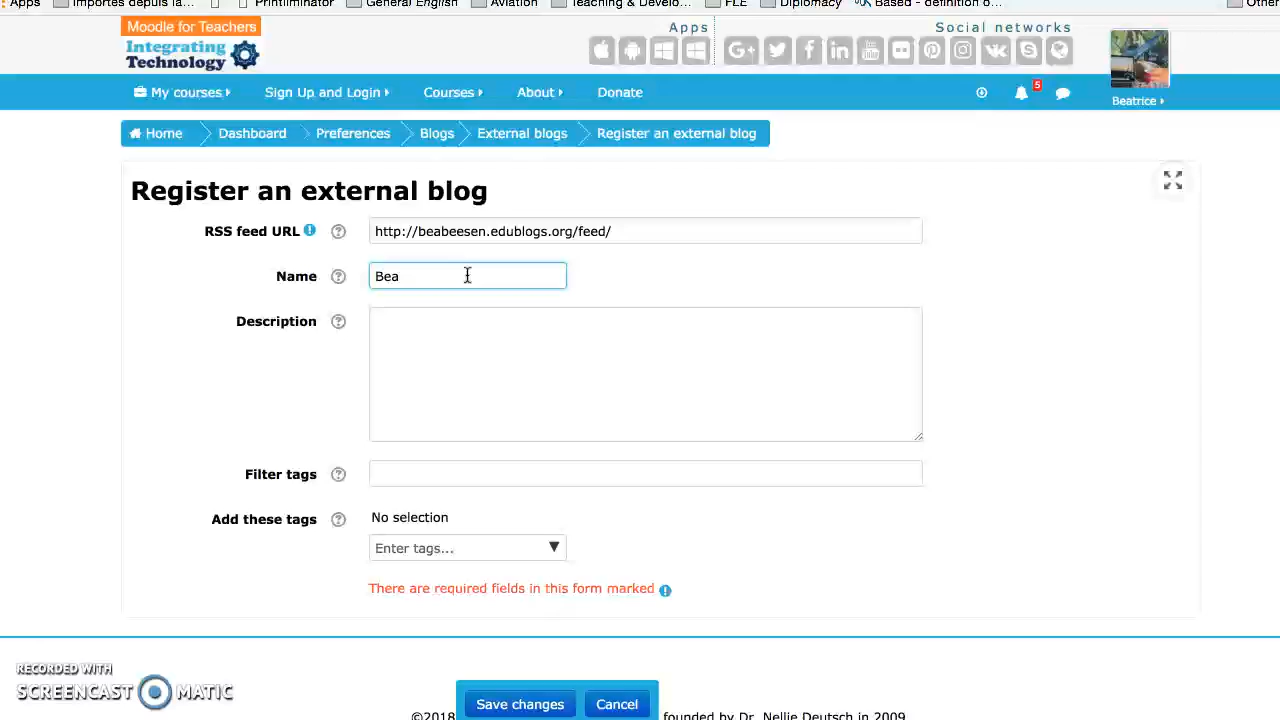 Apps Importes depuis la... Printliminator General English Aviation Teaching & Develo... FLE Diplomacy Based - definition o... Other
Moodle for Teachers
Integrating
Technology
Apps
Social networks
Beatrice
My courses Sign Up and Login Courses About Donate 5
Home Dashboard Preferences Blogs External blogs Register an external blog
Register an external blog
RSS feed URL http://beabeesen.edublogs.org/feed/
Name Bea
Description
Filter tags
Add these tags No selection
Enter tags...
There are required fields in this form marked
RECORDED WITH
SCREENCAST MATIC
Save changes Cancel
©2018 founded by Dr. Nellie Deutsch in 2009.